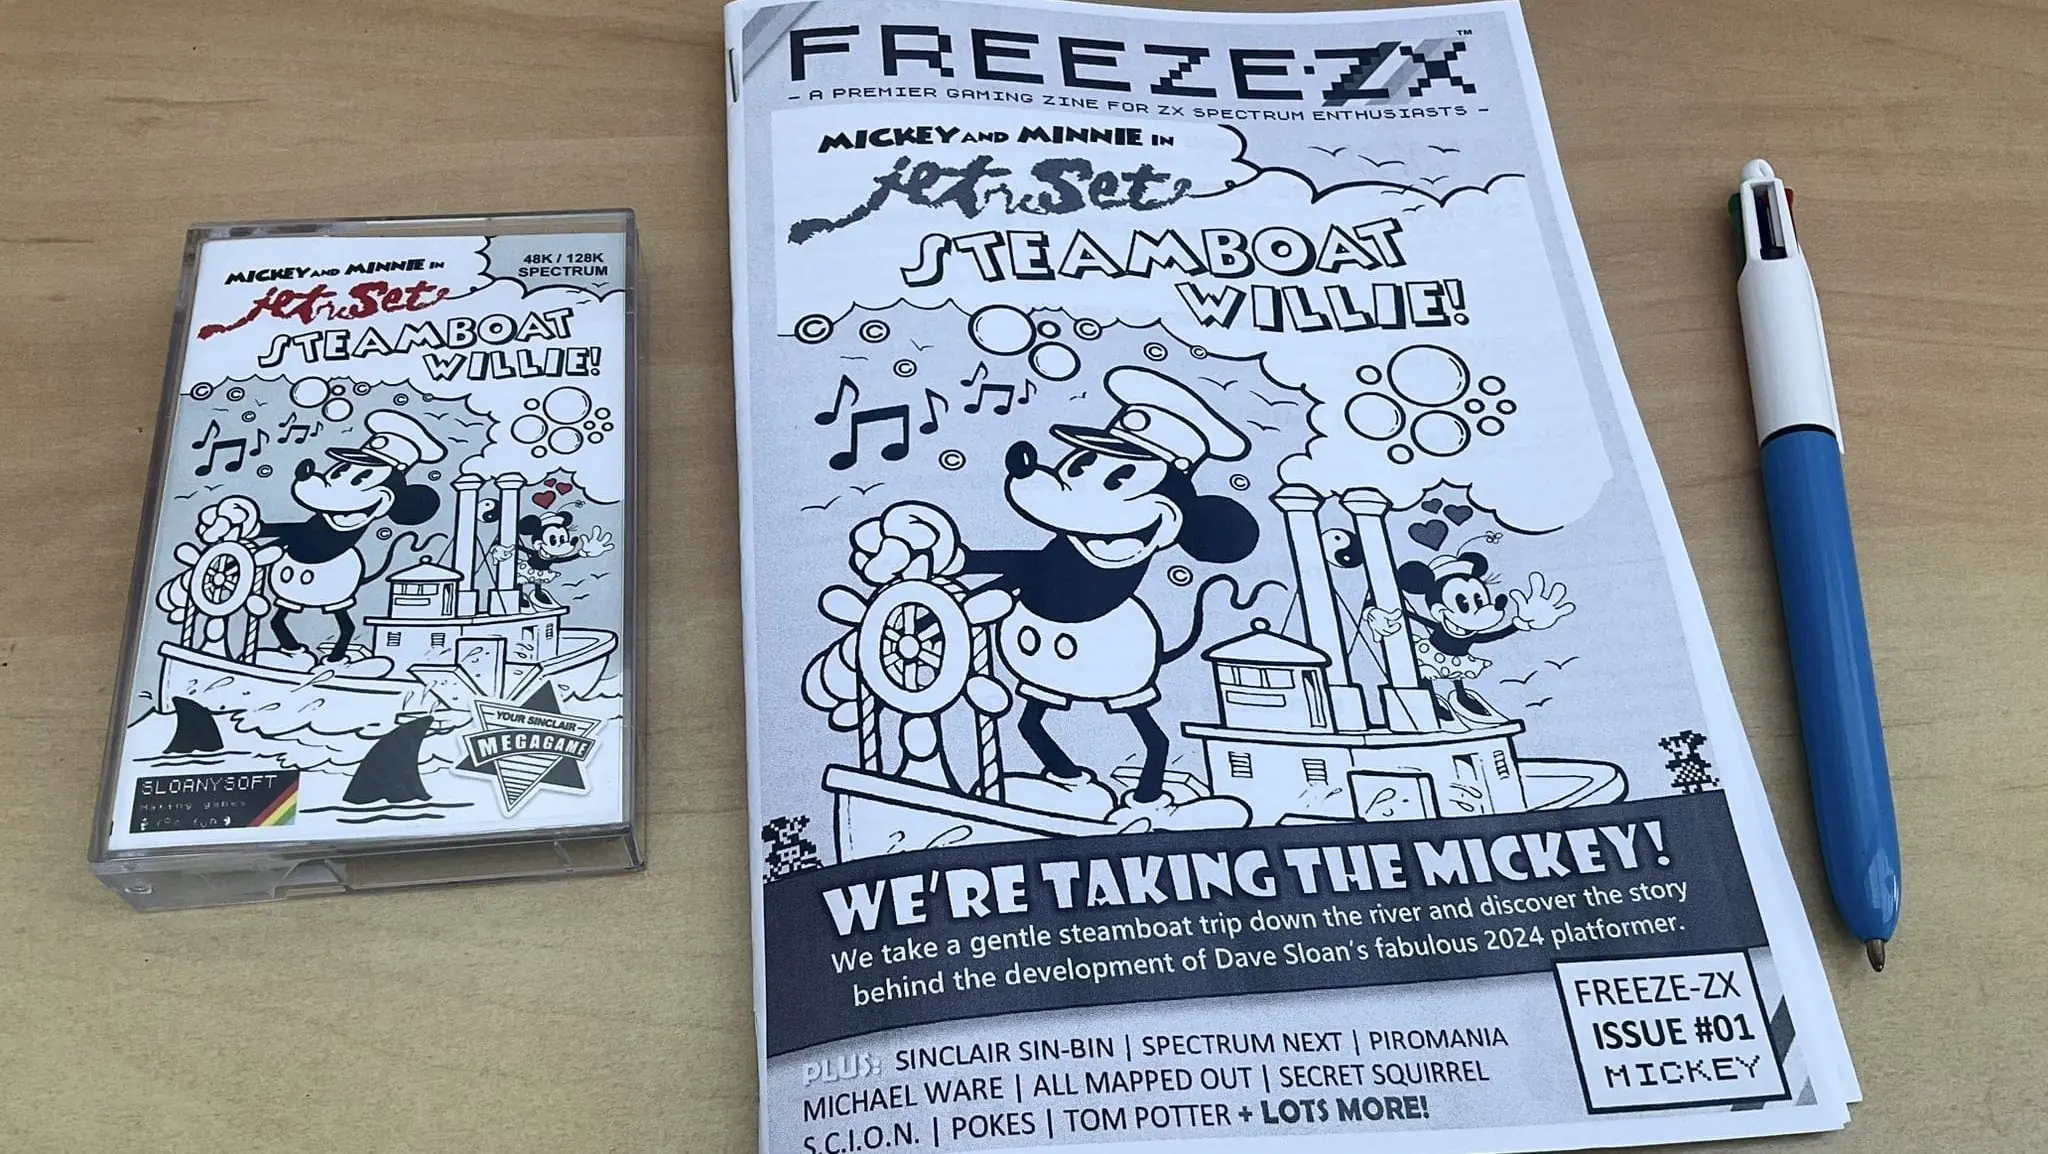 MICKEY AND MINNIE IN
jet Set
STEAMBOAT
WILLIE!
48K / 128K
SPECTRUM
YOUR SINCLAIR
MEGAGAME
SLOANYSOFT
Making games
FREEZE·ZX™
- A PREMIER GAMING ZINE FOR ZX SPECTRUM ENTHUSIASTS -
MICKEY AND MINNIE IN
jet Set
STEAMBOAT
WILLIE!
WE'RE TAKING THE MICKEY!
We take a gentle steamboat trip down the river and discover the story
behind the development of Dave Sloan's fabulous 2024 platformer.
PLUS: SINCLAIR SIN-BIN | SPECTRUM NEXT | PIROMANIA
MICHAEL WARE | ALL MAPPED OUT | SECRET SQUIRREL
S.C.I.O.N. | POKES | TOM POTTER + LOTS MORE!
FREEZE-ZX
ISSUE #01
MICKEY